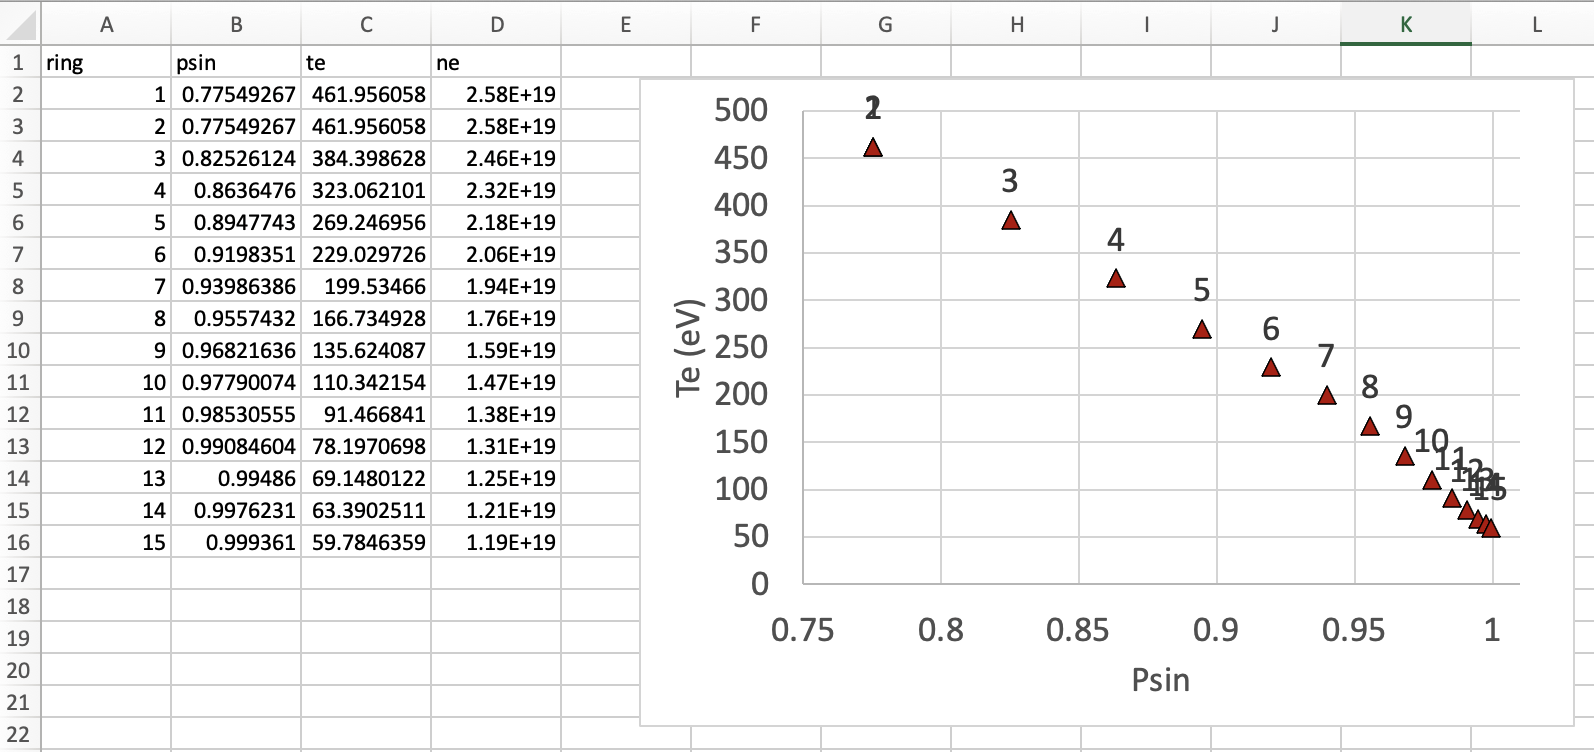 A B C D E F G H I J K L
1 ring psin te ne
2 1 0.77549267 461.956058 2.58E+19
3 2 0.77549267 461.956058 2.58E+19
4 3 0.82526124 384.398628 2.46E+19
5 4 0.8636476 323.062101 2.32E+19
6 5 0.8947743 269.246956 2.18E+19
7 6 0.9198351 229.029726 2.06E+19
8 7 0.93986386 199.53466 1.94E+19
9 8 0.9557432 166.734928 1.76E+19
10 9 0.96821636 135.624087 1.59E+19
11 10 0.97790074 110.342154 1.47E+19
12 11 0.98530555 91.466841 1.38E+19
13 12 0.99084604 78.1970698 1.31E+19
14 13 0.99486 69.1480122 1.25E+19
15 14 0.9976231 63.3902511 1.21E+19
16 15 0.999361 59.7846359 1.19E+19
17
18
19
20
21
22
500
450
400
350
300
250
200
150
100
50
0
Te (eV)
1
2
3
4
5
6
7
8
9
10
11
12
13
14
15
0.75 0.8 0.85 0.9 0.95 1
Psin